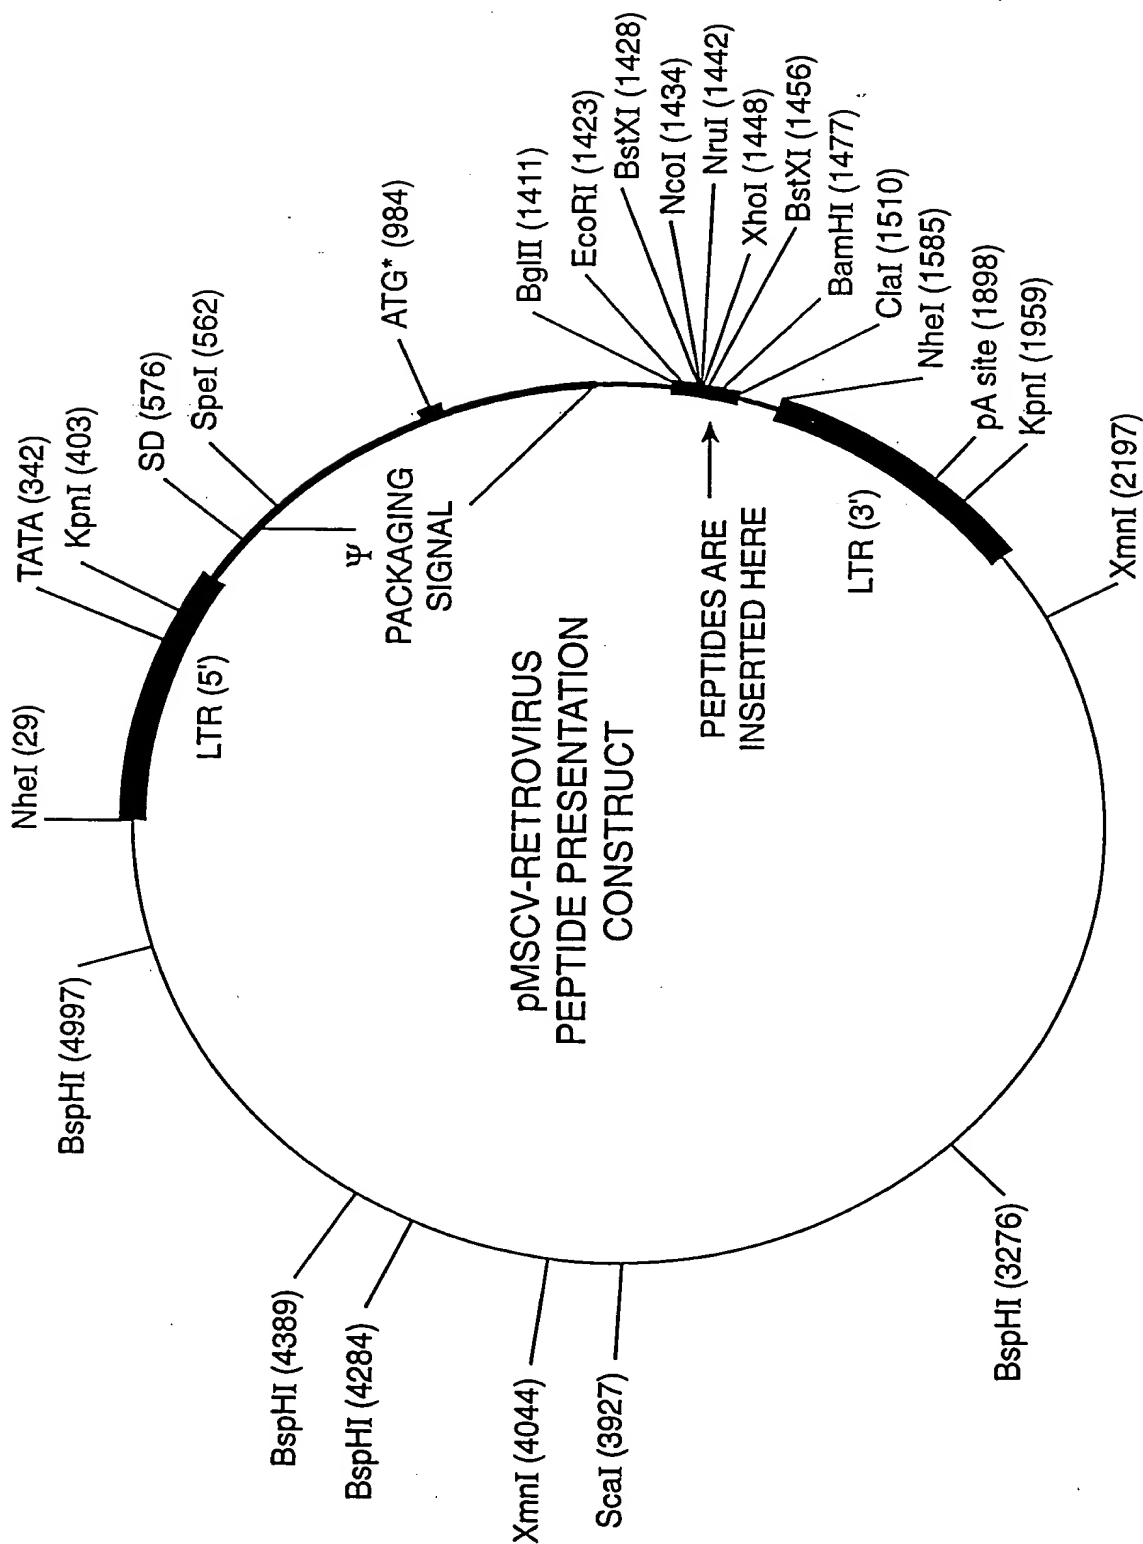 NheI (29)
TATA (342)
KpnI (403)
SD (576)
SpeI (562)
ATG* (984)
BglII (1411)
EcoRI (1423)
BstXI (1428)
NcoI (1434)
NruI (1442)
XhoI (1448)
BstXI (1456)
BamHI (1477)
ClaI (1510)
NheI (1585)
pA site (1898)
KpnI (1959)
XmnI (2197)
BspHI (3276)
ScaI (3927)
XmnI (4044)
BspHI (4284)
BspHI (4389)
BspHI (4997)
LTR (5')
Ψ
PACKAGING
SIGNAL
PEPTIDES ARE
INSERTED HERE
LTR (3')
pMSCV-RETROVIRUS
PEPTIDE PRESENTATION
CONSTRUCT